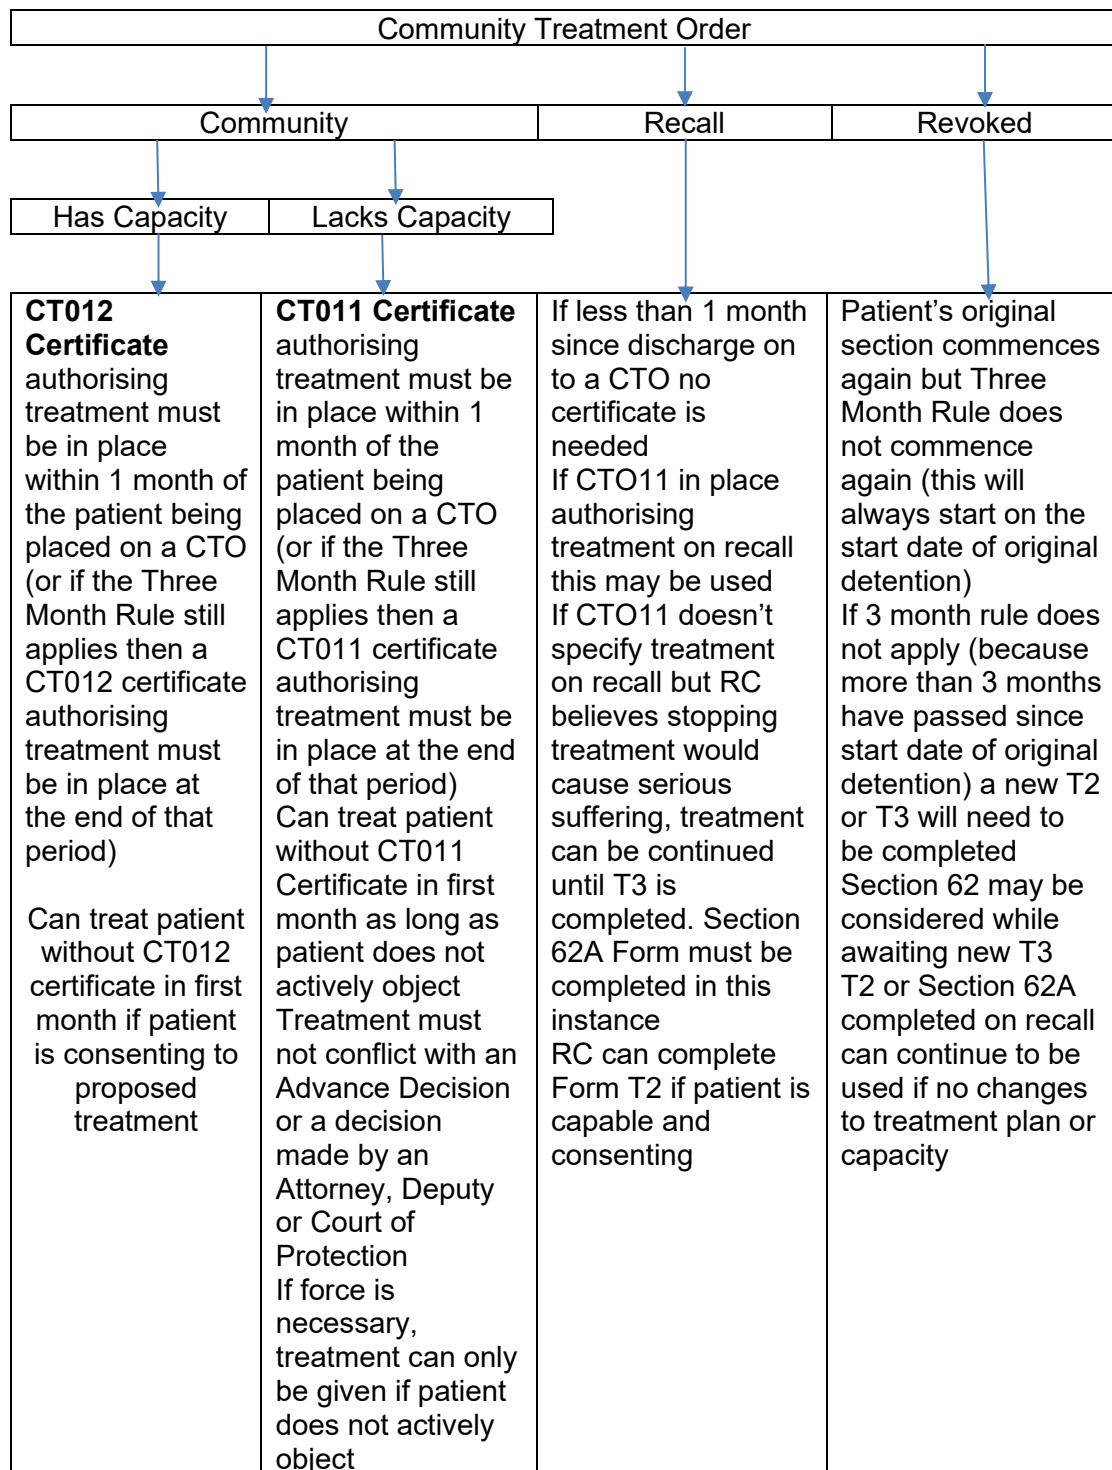 Community Treatment Order
Community
Recall
Revoked
Has Capacity
Lacks Capacity
CT012
Certificate
authorising
treatment must
be in place
within 1 month of
the patient being
placed on a CTO
(or if the Three
Month Rule still
applies then a
CT012 certificate
authorising
treatment must
be in place at
the end of that
period)
Can treat patient
without CT012
certificate in first
month if patient
is consenting to
proposed
treatment
CT011 Certificate
authorising
treatment must be
in place within 1
month of the
patient being
placed on a CTO
(or if the Three
Month Rule still
applies then a
CT011 certificate
authorising
treatment must be
in place at the end
of that period)
Can treat patient
without CT011
Certificate in first
month as long as
patient does not
actively object
Treatment must
not conflict with an
Advance Decision
or a decision
made by an
Attorney, Deputy
or Court of
Protection
If force is
necessary,
treatment can only
be given if patient
does not actively
object
If less than 1 month
since discharge on
to a CTO no
certificate is
needed
If CTO11 in place
authorising
treatment on recall
this may be used
If CTO11 doesn’t
specify treatment
on recall but RC
believes stopping
treatment would
cause serious
suffering, treatment
can be continued
until T3 is
completed. Section
62A Form must be
completed in this
instance
RC can complete
Form T2 if patient is
capable and
consenting
Patient’s original
section commences
again but Three
Month Rule does
not commence
again (this will
always start on the
start date of original
detention)
If 3 month rule does
not apply (because
more than 3 months
have passed since
start date of original
detention) a new T2
or T3 will need to
be completed
Section 62 may be
considered while
awaiting new T3
T2 or Section 62A
completed on recall
can continue to be
used if no changes
to treatment plan or
capacity